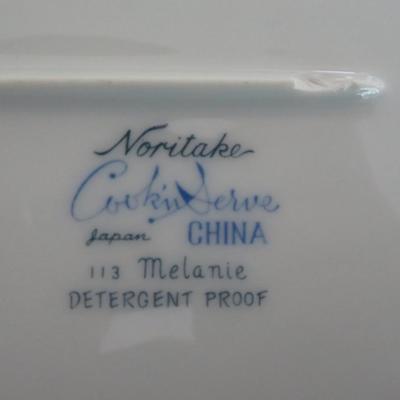 Noritake
Cook'n Serve
Japan CHINA
113 Melanie
DETERGENT PROOF